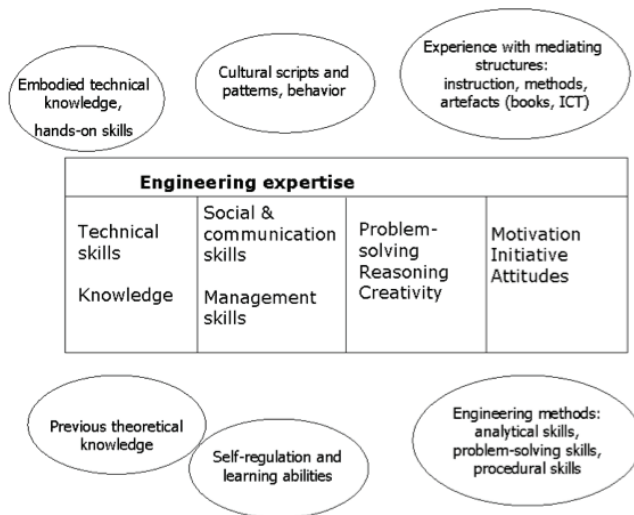 Embodied technical
knowledge,
hands-on skills
Cultural scripts and
patterns, behavior
Experience with mediating
structures:
instruction, methods,
artefacts (books, ICT)
Engineering expertise
Technical
skills
Knowledge
Social &
communication
skills
Management
skills
Problem-
solving
Reasoning
Creativity
Motivation
Initiative
Attitudes
Previous theoretical
knowledge
Self-regulation and
learning abilities
Engineering methods:
analytical skills,
problem-solving skills,
procedural skills